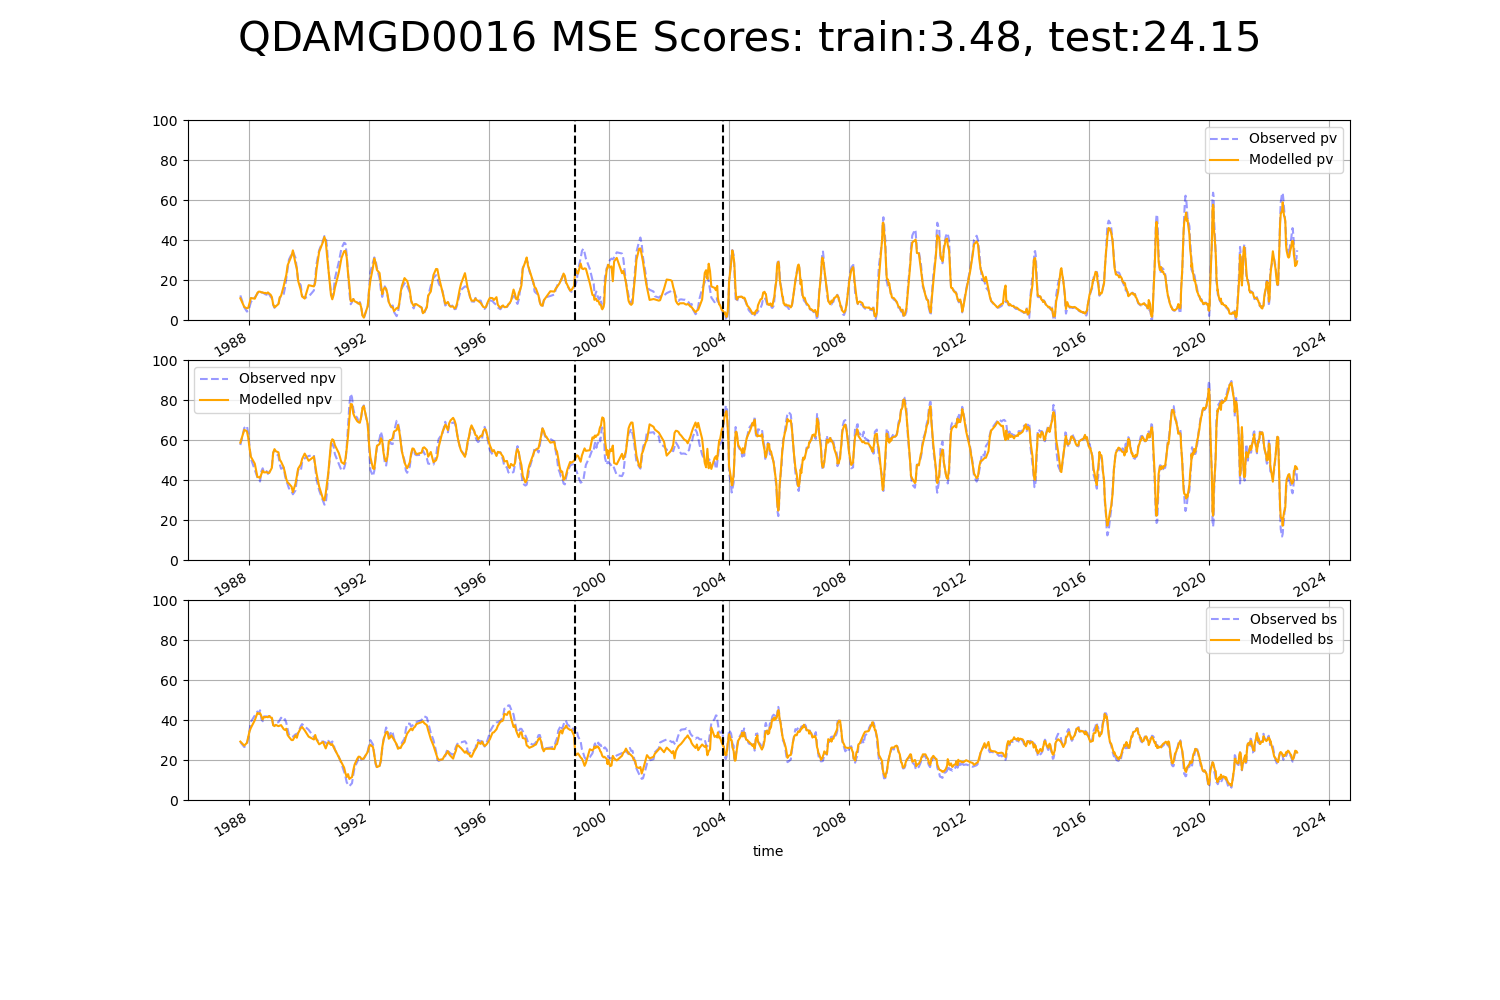 QDAMGD0016 MSE Scores: train:3.48, test:24.15
100
80
60
40
20
0
Observed pv
Modelled pv
1988 1992 1996 2000 2004 2008 2012 2016 2020 2024
100
80
60
40
20
0
Observed npv
Modelled npv
1988 1992 1996 2000 2004 2008 2012 2016 2020 2024
100
80
60
40
20
0
Observed bs
Modelled bs
1988 1992 1996 2000 2004 2008 2012 2016 2020 2024
time